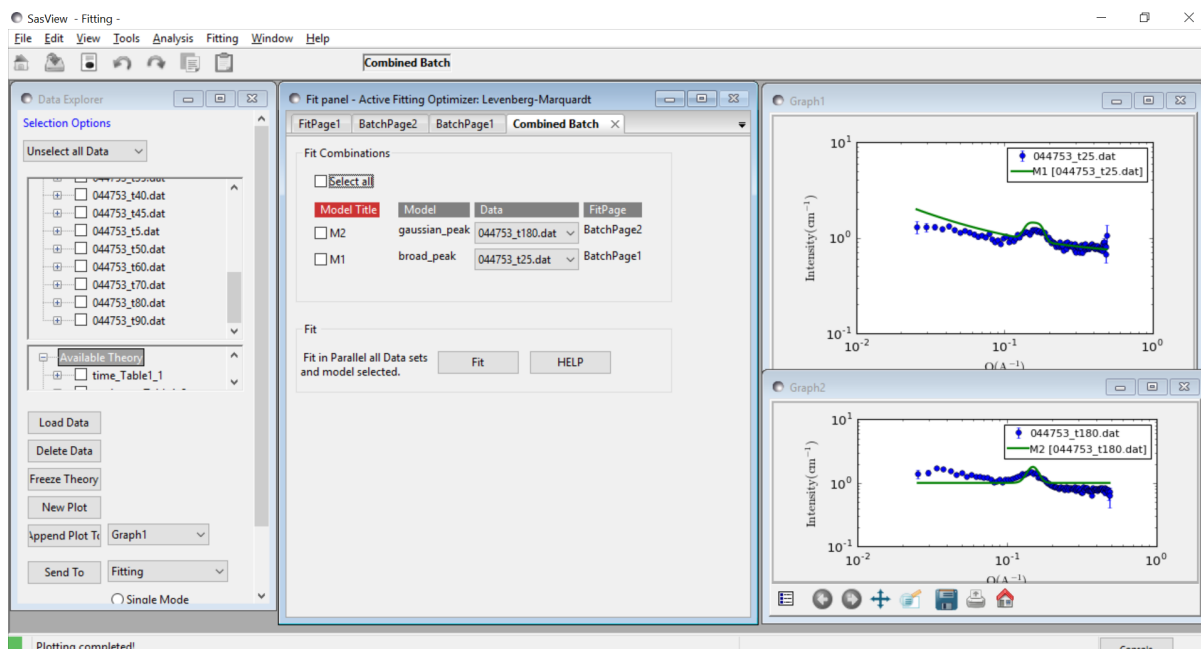 SasView - Fitting -
File Edit View Tools Analysis Fitting Window Help
Combined Batch
Data Explorer
Selection Options
Unselect all Data
044753_t40.dat
044753_t45.dat
044753_t5.dat
044753_t50.dat
044753_t60.dat
044753_t70.dat
044753_t80.dat
044753_t90.dat
Available Theory
time_Table1_1
Load Data
Delete Data
Freeze Theory
New Plot
Append Plot To Graph1
Send To Fitting
Single Mode
Fit panel - Active Fitting Optimizer: Levenberg-Marquardt
FitPage1 BatchPage2 BatchPage1 Combined Batch
Fit Combinations
Select all
Model Title Model Data FitPage
M2 gaussian_peak 044753_t180.dat BatchPage2
M1 broad_peak 044753_t25.dat BatchPage1
Fit
Fit in Parallel all Data sets
and model selected.
Fit HELP
Graph1
10^1
044753_t25.dat
M1 [044753_t25.dat]
Intensity(cm^-1)
10^0
10^-1
10^-2 10^-1 10^0
Q(A^-1)
Graph2
10^1
044753_t180.dat
M2 [044753_t180.dat]
Intensity(cm^-1)
10^0
10^-1
10^-2 10^-1 10^0
Q(A^-1)
Plotting completed!
Console